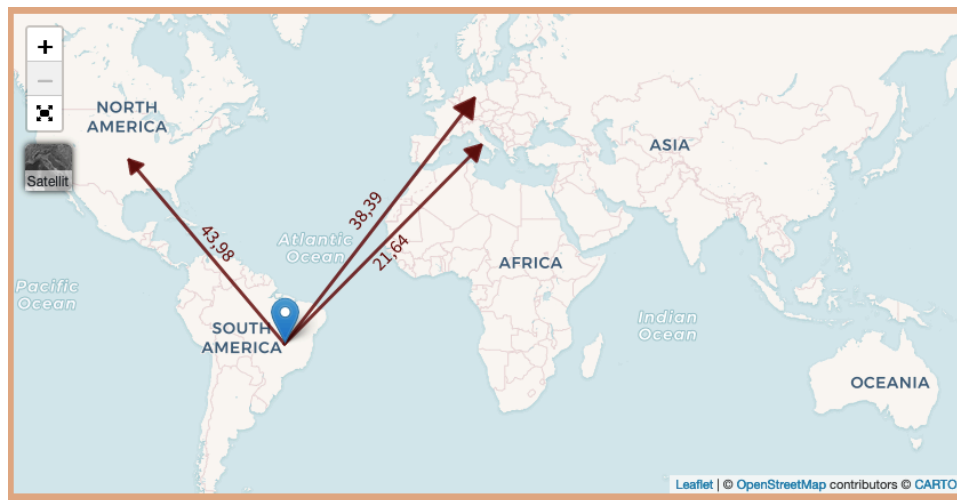 +
−
NORTH
AMERICA
ASIA
Satellit
38,39
43,98
21,64
Atlantic
Ocean
AFRICA
Pacific
Ocean
SOUTH
AMERICA
Indian
Ocean
OCEANIA
Leaflet | © OpenStreetMap contributors © CARTO